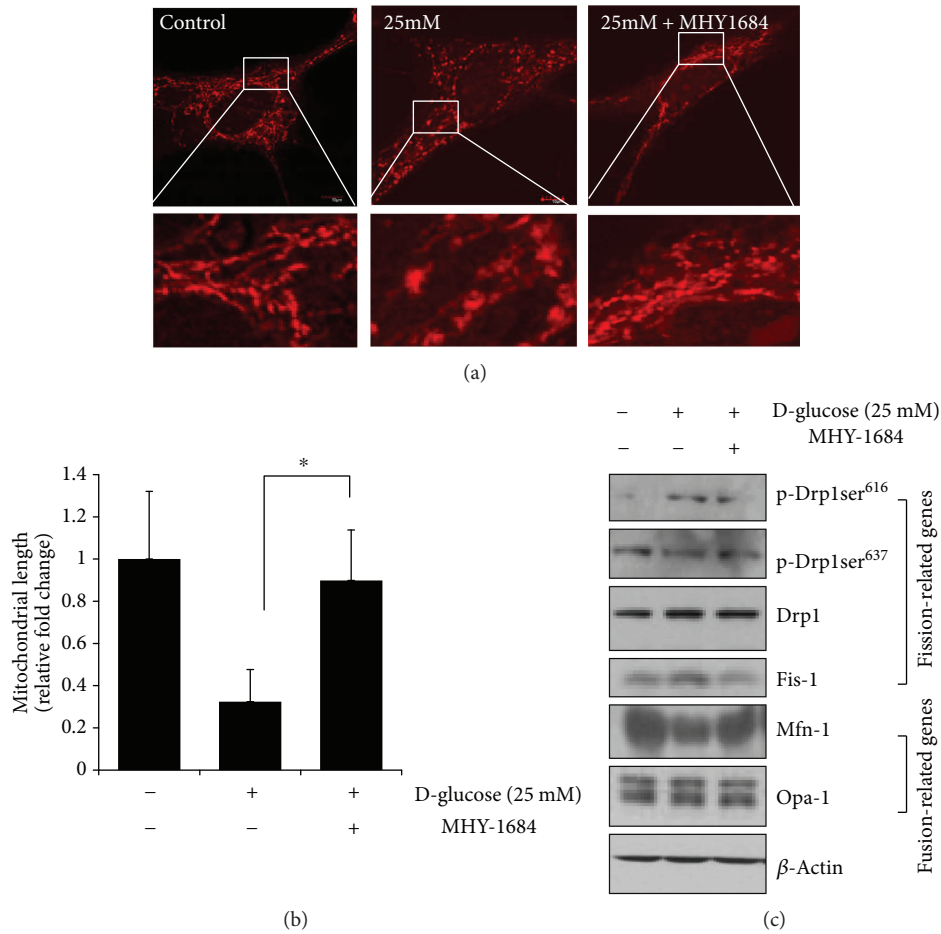 Control
25mM
25mM + MHY1684
(a)
Mitochondrial length
(relative fold change)
1.4
1.2
1
0.8
0.6
0.4
0.2
0
*
− + + D-glucose (25 mM)
− − + MHY-1684
(b)
− + + D-glucose (25 mM)
− − + MHY-1684
p-Drp1ser616
p-Drp1ser637
Drp1
Fis-1
Mfn-1
Opa-1
β-Actin
Fission-related genes
Fusion-related genes
(c)